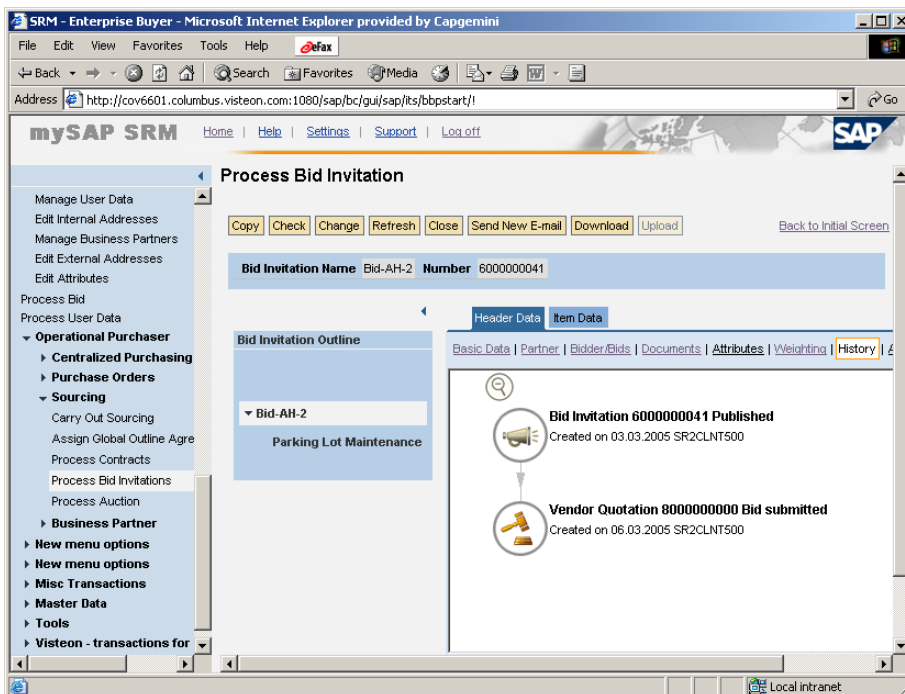 SRM - Enterprise Buyer - Microsoft Internet Explorer provided by Capgemini
File Edit View Favorites Tools Help eFax
Back Search Favorites Media
Address http://cov6601.columbus.visteon.com:1080/sap/bc/gui/sap/its/bbpstart/! Go
mySAP SRM Home | Help | Settings | Support | Log off SAP
Process Bid Invitation
Manage User Data
Edit Internal Addresses
Manage Business Partners
Edit External Addresses
Edit Attributes
Process Bid
Process User Data
Operational Purchaser
Centralized Purchasing
Purchase Orders
Sourcing
Carry Out Sourcing
Assign Global Outline Agre
Process Contracts
Process Bid Invitations
Process Auction
Business Partner
New menu options
New menu options
Misc Transactions
Master Data
Tools
Visteon - transactions for
Copy Check Change Refresh Close Send New E-mail Download Upload Back to Initial Screen
Bid Invitation Name Bid-AH-2 Number 6000000041
Bid Invitation Outline
Bid-AH-2
Parking Lot Maintenance
Header Data Item Data
Basic Data | Partner | Bidder/Bids | Documents | Attributes | Weighting | History | A
Bid Invitation 6000000041 Published
Created on 03.03.2005 SR2CLNT500
Vendor Quotation 8000000000 Bid submitted
Created on 06.03.2005 SR2CLNT500
Local intranet